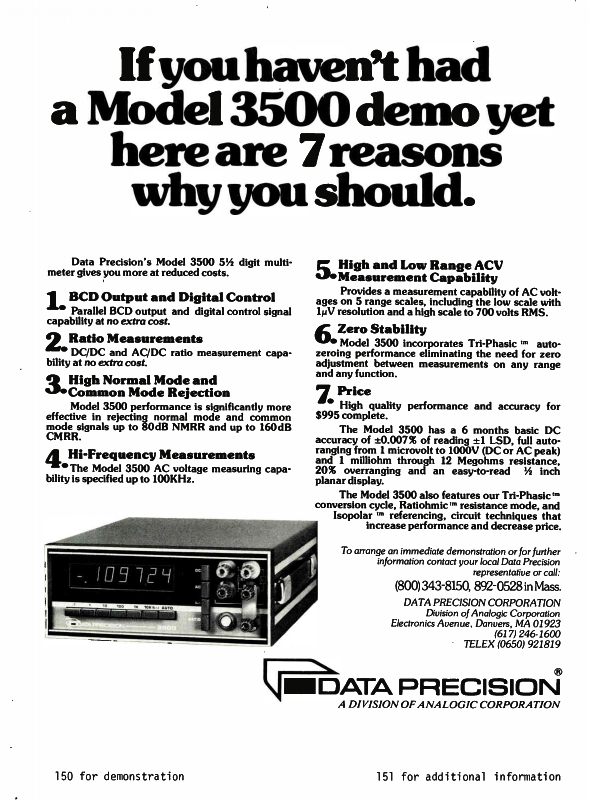 If you haven't had
a Model 3500 demo yet
here are 7 reasons
why you should.
Data Precision's Model 3500 5½ digit multi-
meter gives you more at reduced costs.
1. BCD Output and Digital Control
Parallel BCD output and digital control signal
capability at no extra cost.
2. Ratio Measurements
DC/DC and AC/DC ratio measurement capa-
bility at no extra cost.
3. High Normal Mode and
Common Mode Rejection
Model 3500 performance is significantly more
effective in rejecting normal mode and common
mode signals up to 80dB NMRR and up to 160dB
CMRR.
4. Hi-Frequency Measurements
The Model 3500 AC voltage measuring capa-
bility is specified up to 100KHz.
5. High and Low Range ACV
Measurement Capability
Provides a measurement capability of AC volt-
ages on 5 range scales, including the low scale with
1µV resolution and a high scale to 700 volts RMS.
6. Zero Stability
Model 3500 incorporates Tri-Phasic ™ auto-
zeroing performance eliminating the need for zero
adjustment between measurements on any range
and any function.
7. Price
High quality performance and accuracy for
$995 complete.
The Model 3500 has a 6 months basic DC
accuracy of ±0.007% of reading ±1 LSD, full auto-
ranging from 1 microvolt to 1000V (DC or AC peak)
and 1 milliohm through 12 Megohms resistance,
20% overranging and an easy-to-read ½ inch
planar display.
The Model 3500 also features our Tri-Phasic™
conversion cycle, Ratiohmic™ resistance mode, and
Isopolar ™ referencing, circuit techniques that
increase performance and decrease price.
-.109724
To arrange an immediate demonstration or for further
information contact your local Data Precision
representative or call:
(800) 343-8150, 892-0528 in Mass.
DATA PRECISION CORPORATION
Division of Analogic Corporation
Electronics Avenue, Danvers, MA 01923
(617) 246-1600
TELEX (0650) 921819
DATA PRECISION®
A DIVISION OF ANALOGIC CORPORATION
150 for demonstration
151 for additional information